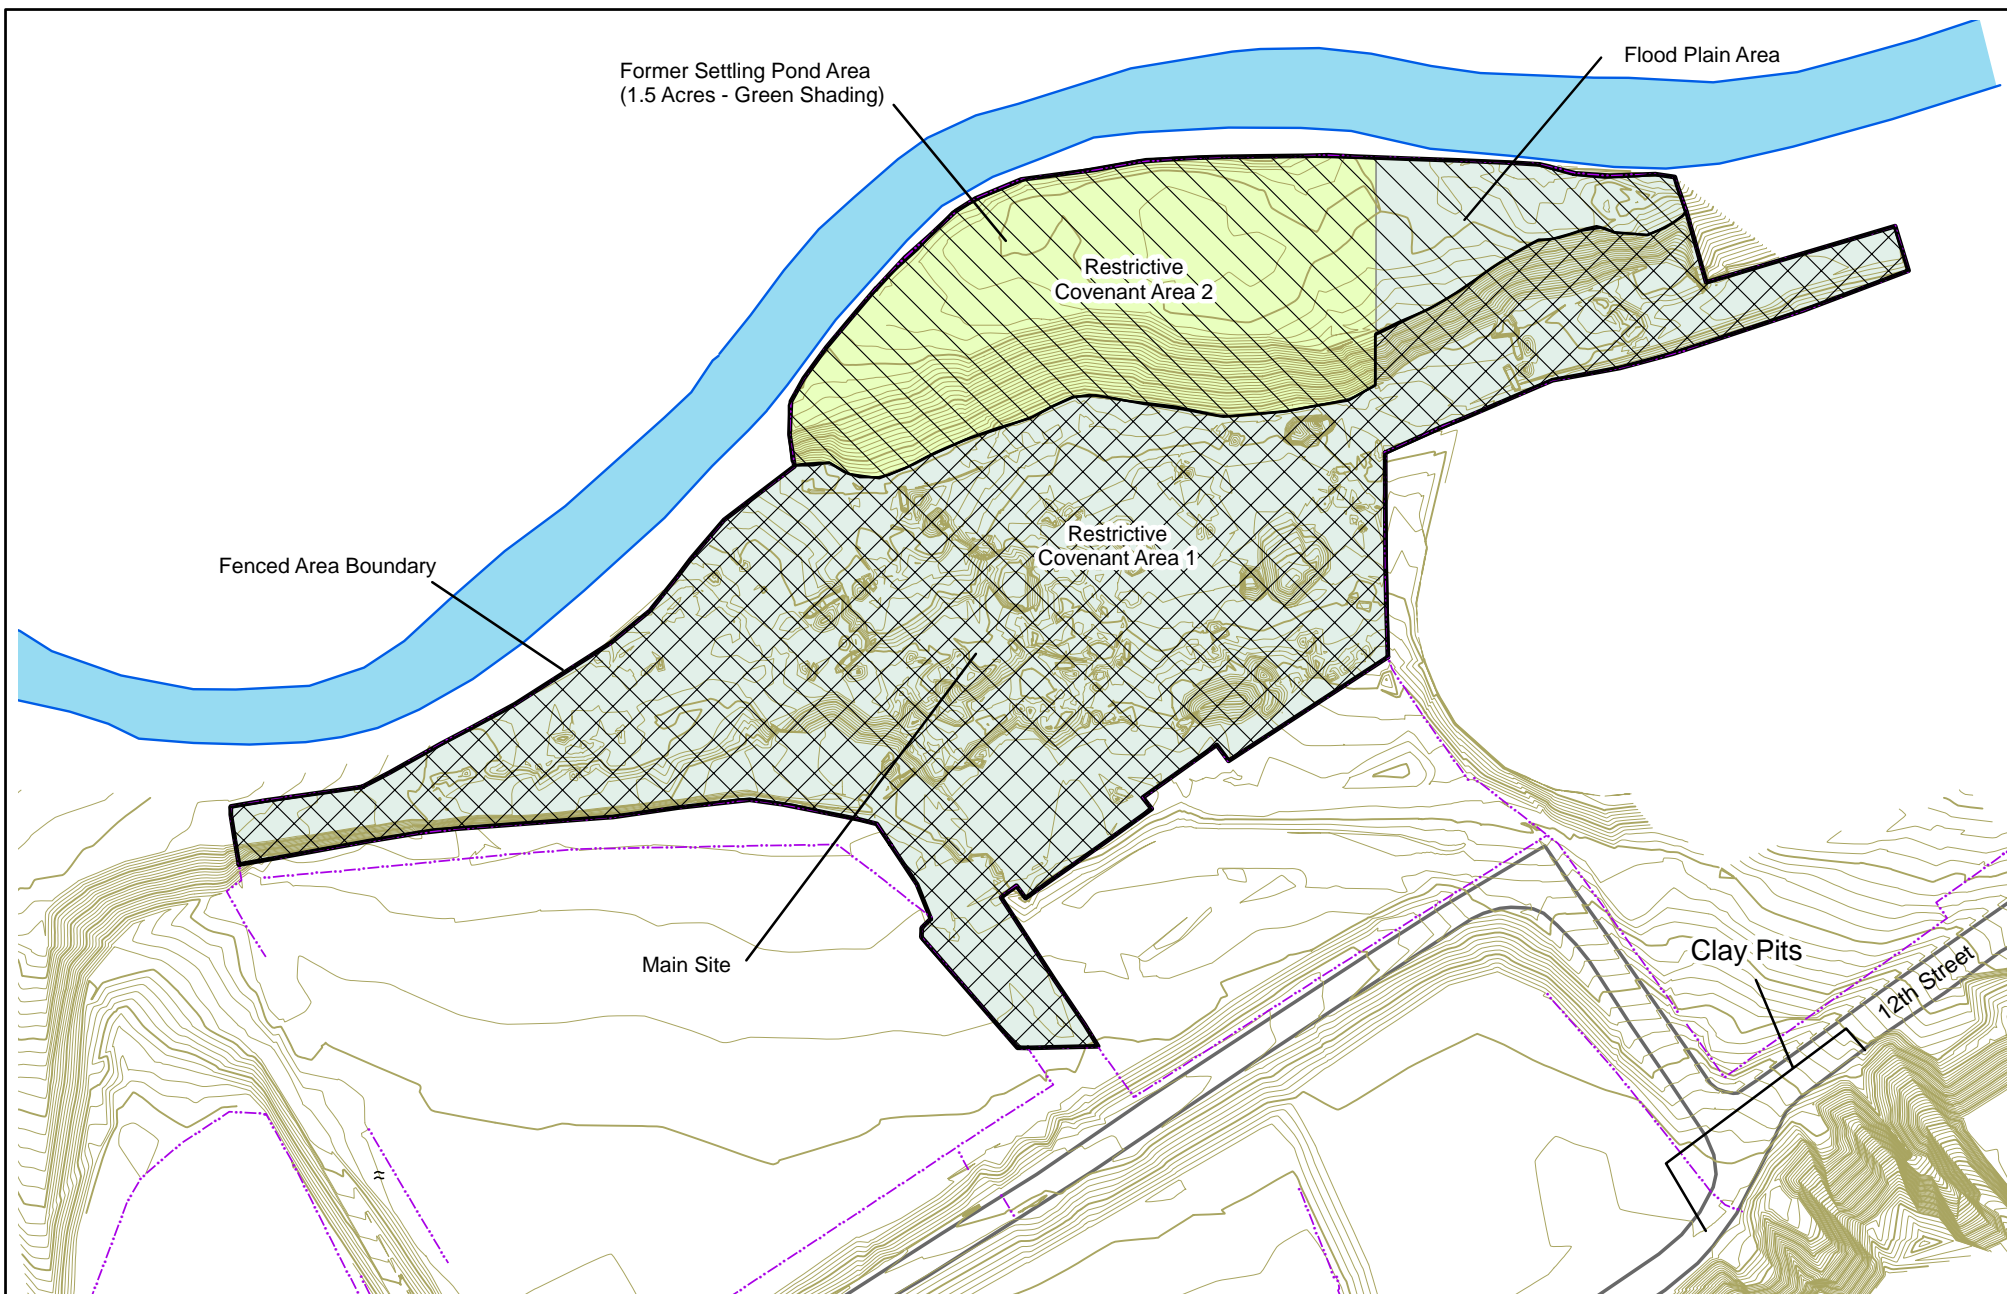 Former Settling Pond Area
(1.5 Acres - Green Shading)
Flood Plain Area
Restrictive
Covenant Area 2
Restrictive
Covenant Area 1
Fenced Area Boundary
Main Site
Clay Pits
12th Street
≈